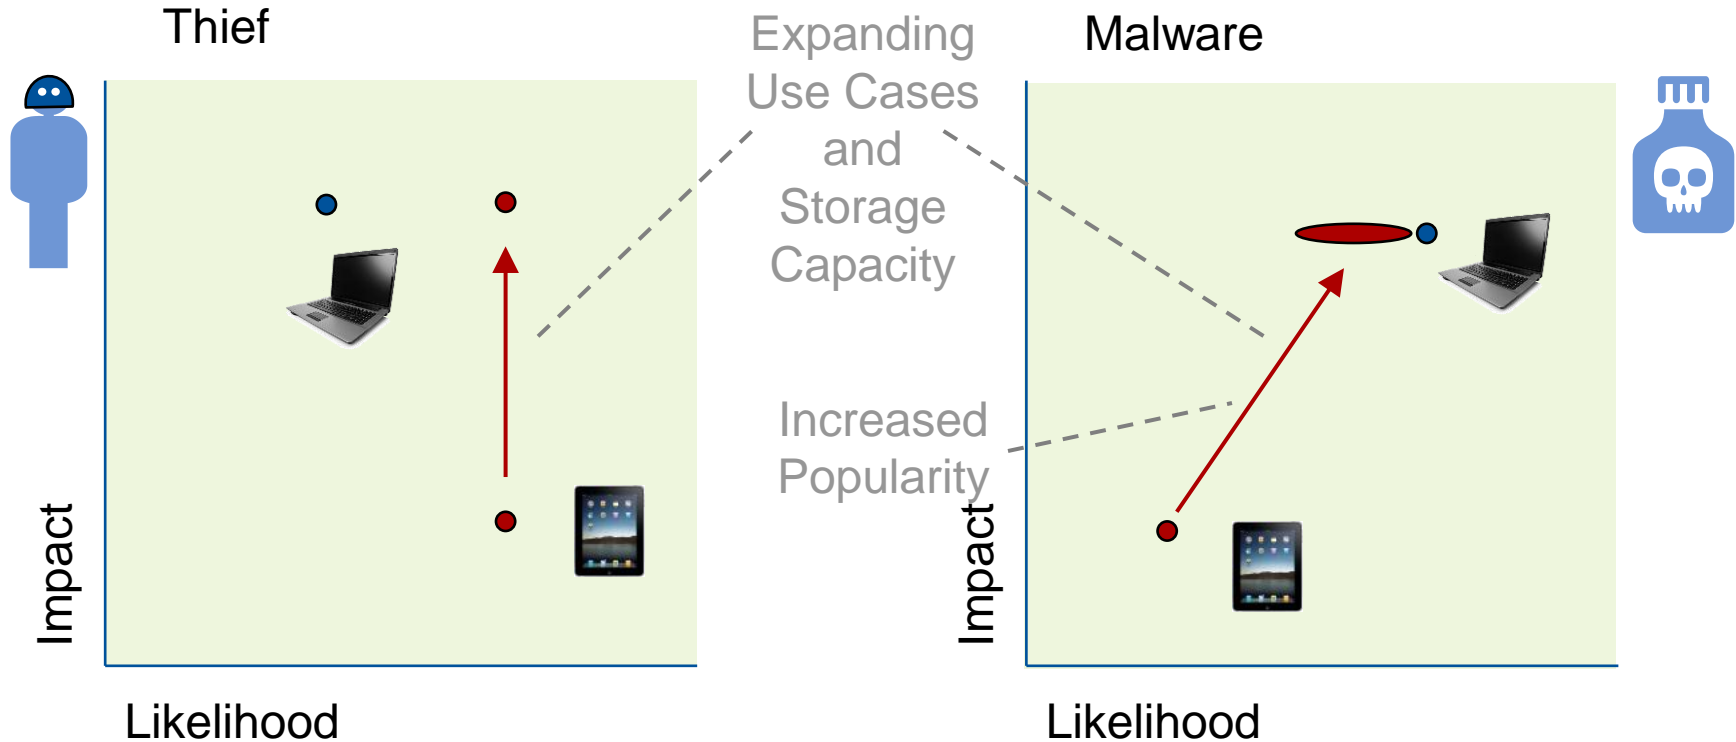 Thief
Impact
Likelihood
Expanding
Use Cases
and
Storage
Capacity
Increased
Popularity
Malware
Impact
Likelihood